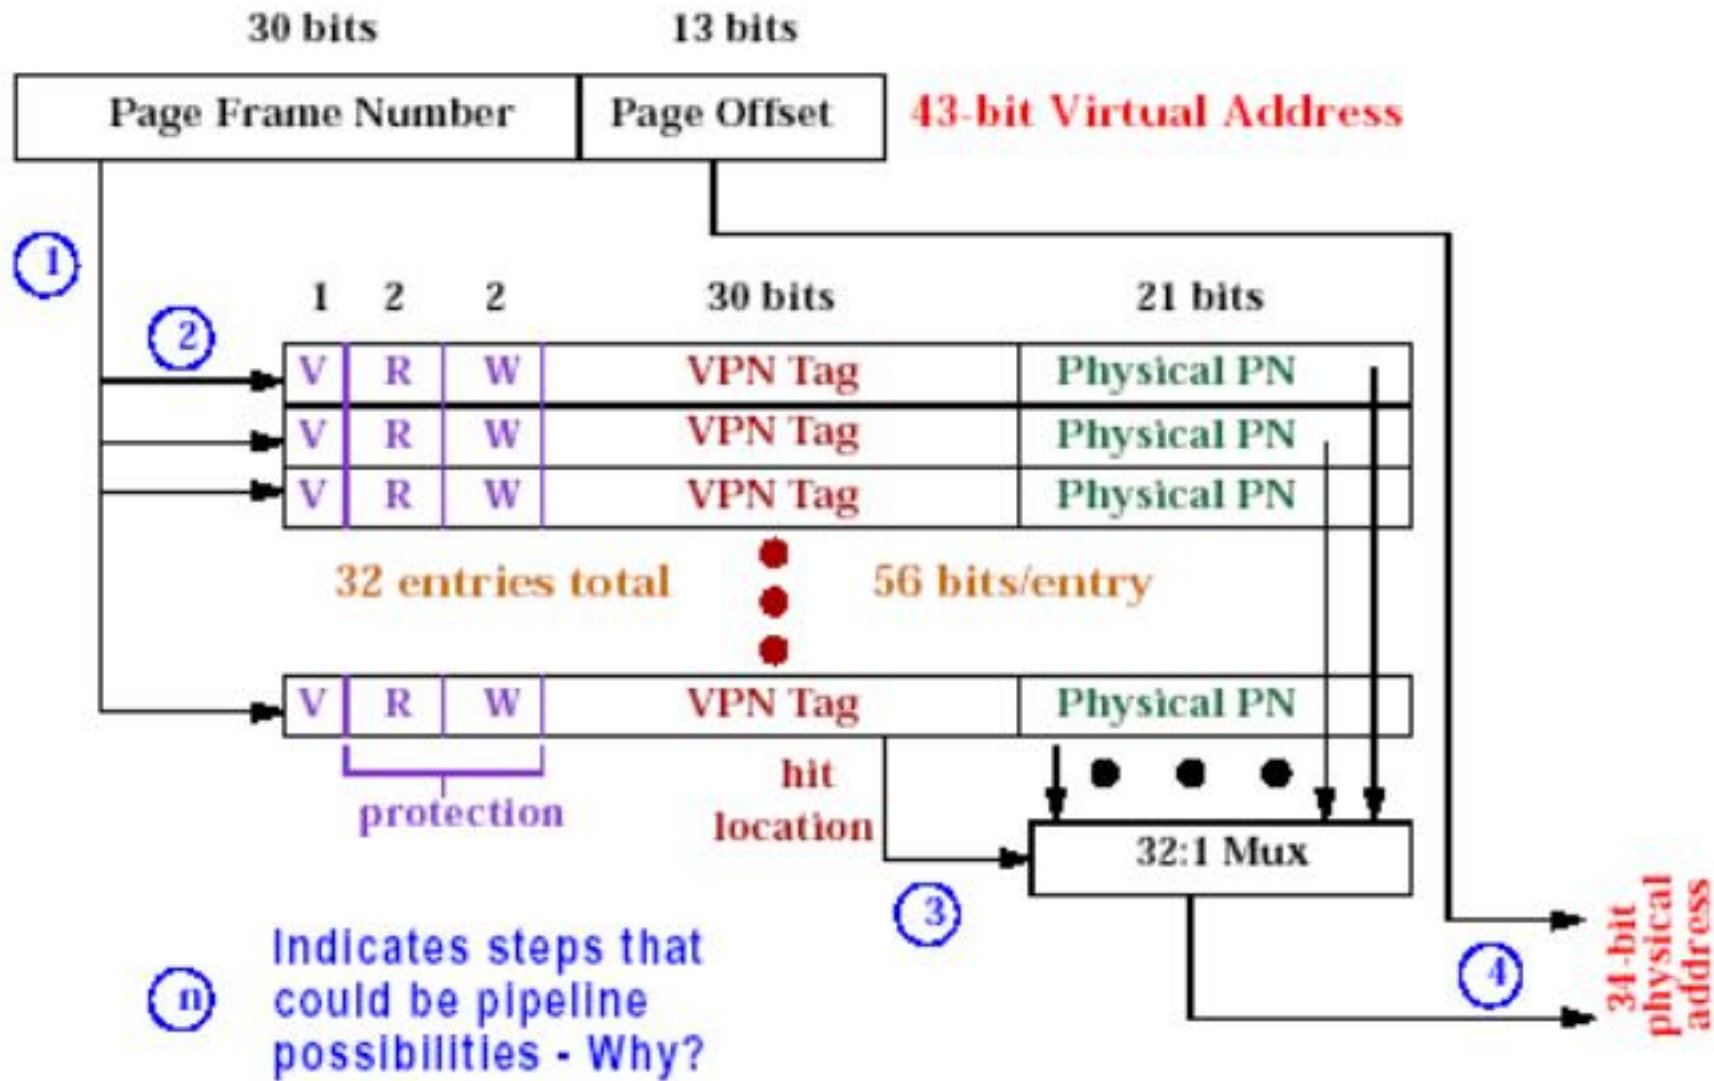 30 bits 13 bits
Page Frame Number Page Offset 43-bit Virtual Address
1
2
1 2 2 30 bits 21 bits
V R W VPN Tag Physical PN
V R W VPN Tag Physical PN
V R W VPN Tag Physical PN
32 entries total 56 bits/entry
V R W VPN Tag Physical PN
protection
hit
location
32:1 Mux
3
4
34-bit
physical
address
n
Indicates steps that
could be pipeline
possibilities - Why?